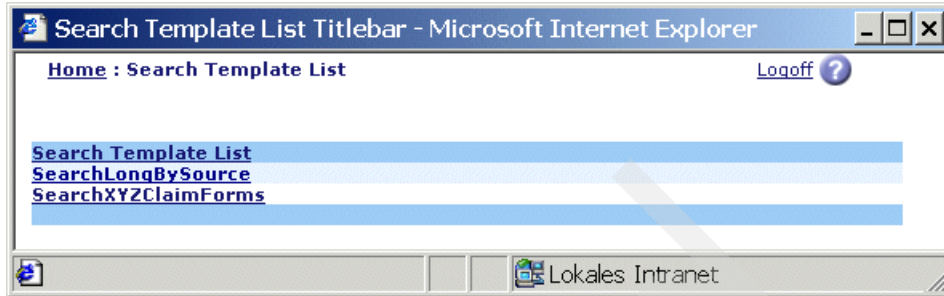 Search Template List Titlebar - Microsoft Internet Explorer
Home : Search Template List Logoff ?
Search Template List
SearchLongBySource
SearchXYZClaimForms
Lokales Intranet